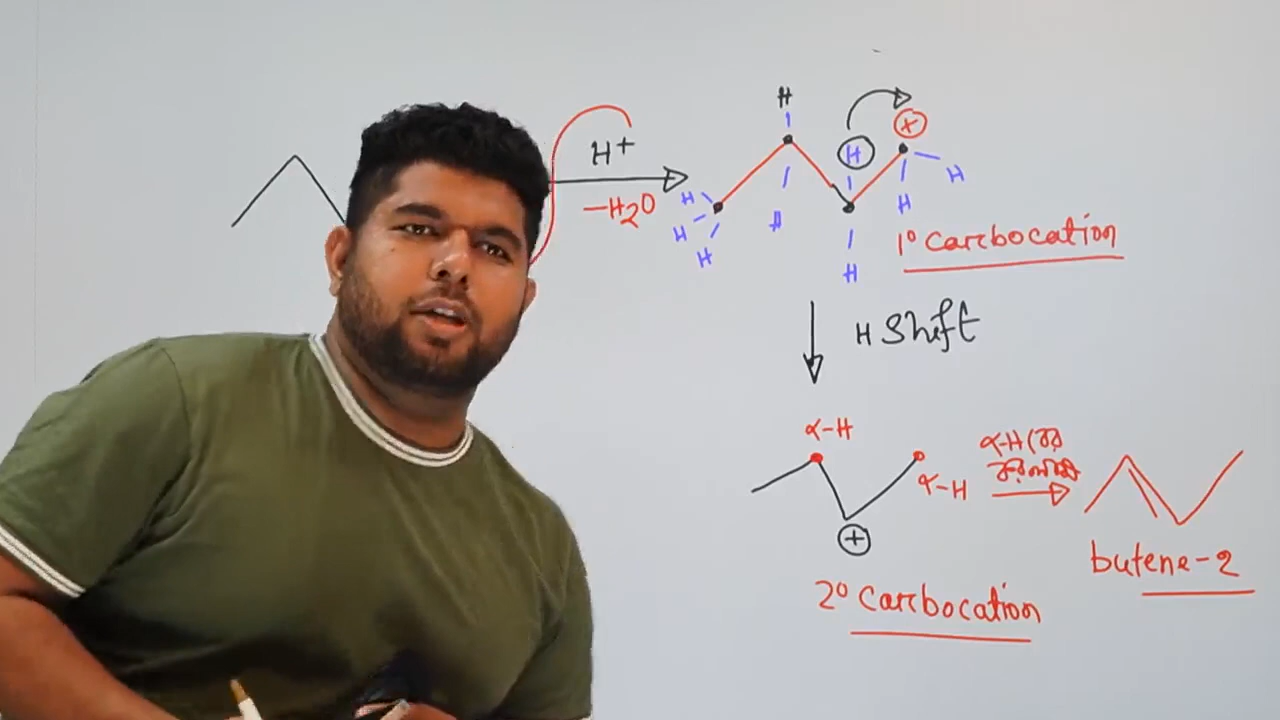 H
H+
H
+
-H2O
H
H
H
H
H
H
H
H
1° Carbocation
H Shift
α-H
α-H
α-H বের
+
butene-2
2° Carbocation